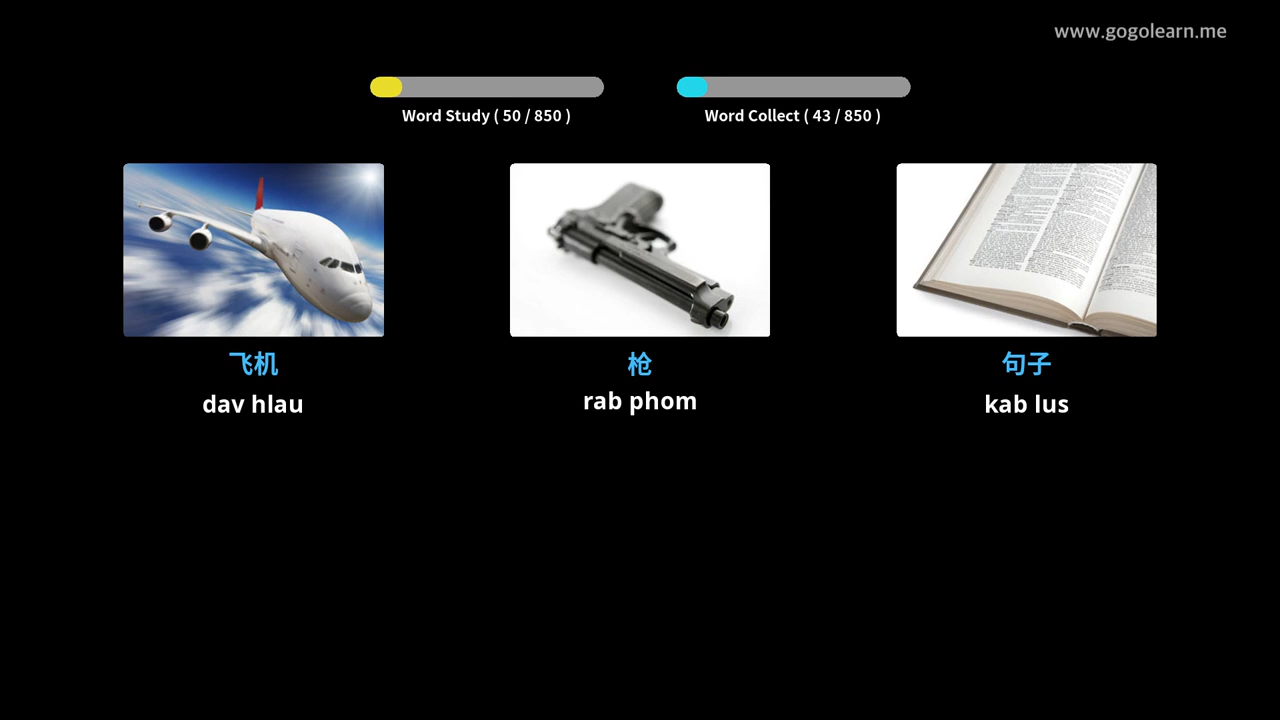 www.gogolearn.me
Word Study ( 50 / 850 )
Word Collect ( 43 / 850 )
飞机
dav hlau
枪
rab phom
句子
kab lus